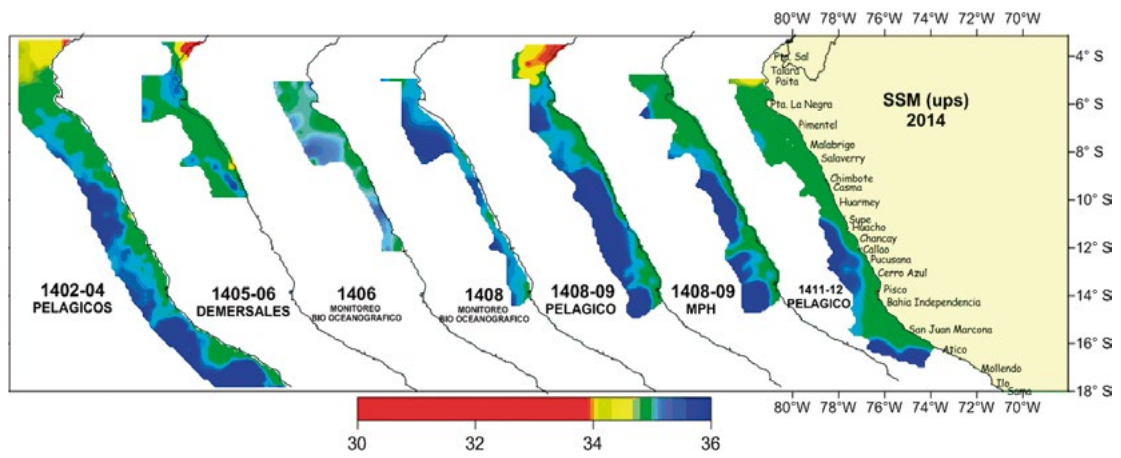 80°W 78°W 76°W 74°W 72°W 70°W
4° S
Pta. Sal
Talara
Paita
6° S
Pta. La Negra
SSM (ups)
2014
Pimentel
8° S
Malabrigo
Salaverry
Chimbote
Casma
10° S
Huarmey
Supe
Huacho
Chancay
12° S
Callao
Pucusana
Cerro Azul
14° S
Pisco
Bahia Independencia
San Juan Marcona
16° S
Atico
Mollendo
Ilo
Sama
18° S
1402-04
PELAGICOS
1405-06
DEMERSALES
1406
MONITOREO
BIO OCEANOGRAFICO
1408
MONITOREO
BIO OCEANOGRAFICO
1408-09
PELAGICO
1408-09
MPH
1411-12
PELAGICO
80°W 78°W 76°W 74°W 72°W 70°W
30 32 34 36